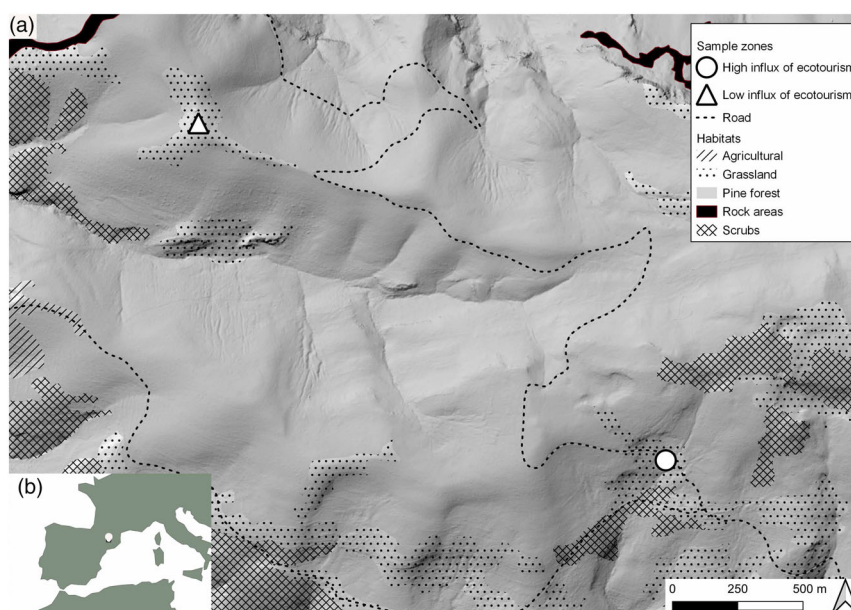 (a)
Sample zones
High influx of ecotourism
Low influx of ecotourism
Road
Habitats
Agricultural
Grassland
Pine forest
Rock areas
Scrubs
(b)
0 250 500 m